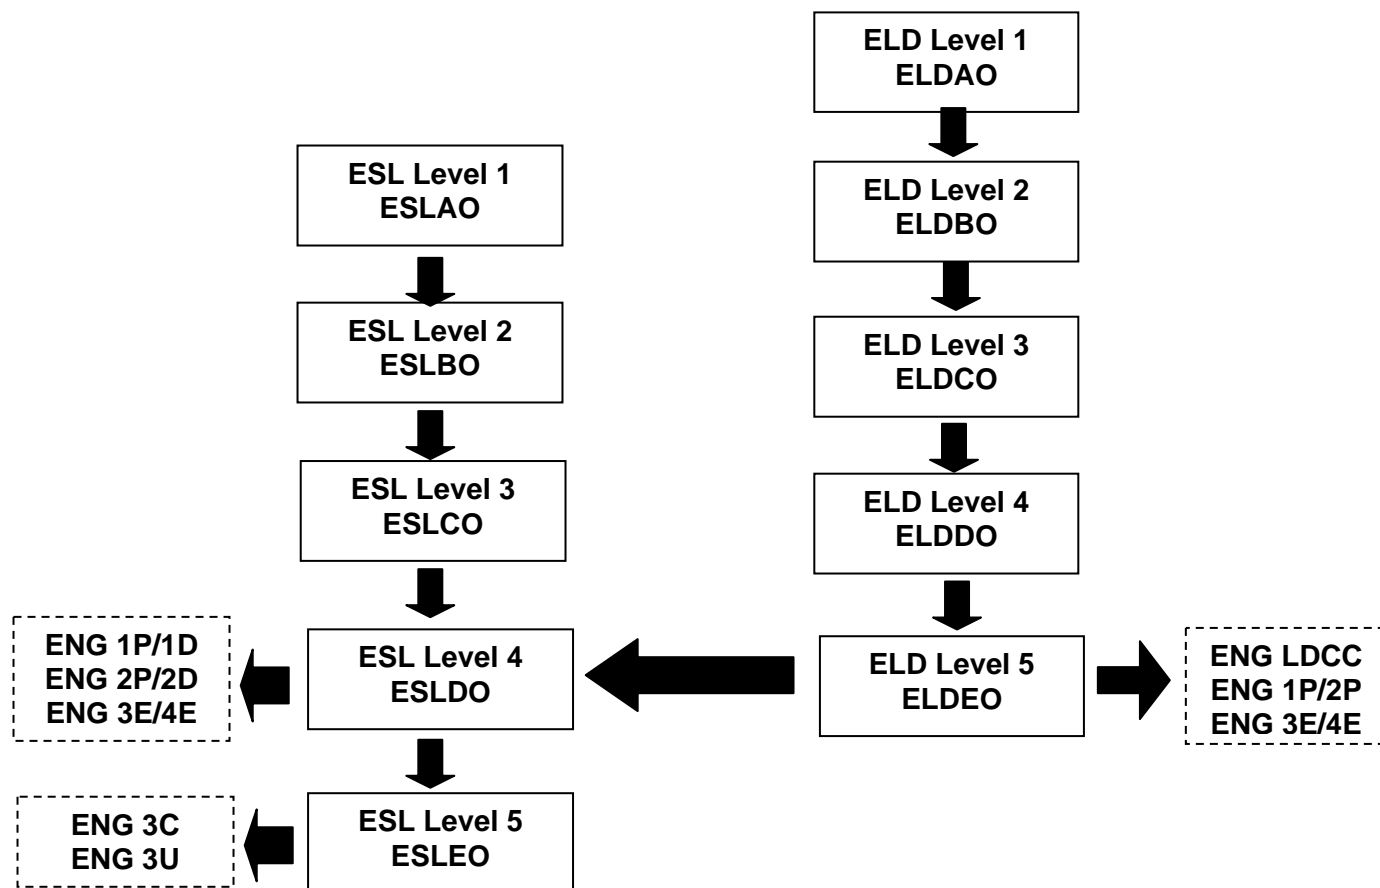 ELD Level 1
ELDAO
ESL Level 1
ESLAO
ELD Level 2
ELDBO
ESL Level 2
ESLBO
ELD Level 3
ELDCO
ESL Level 3
ESLCO
ELD Level 4
ELDDO
ENG 1P/1D
ENG 2P/2D
ENG 3E/4E
ESL Level 4
ESLDO
ELD Level 5
ELDEO
ENG LDCC
ENG 1P/2P
ENG 3E/4E
ENG 3C
ENG 3U
ESL Level 5
ESLEO